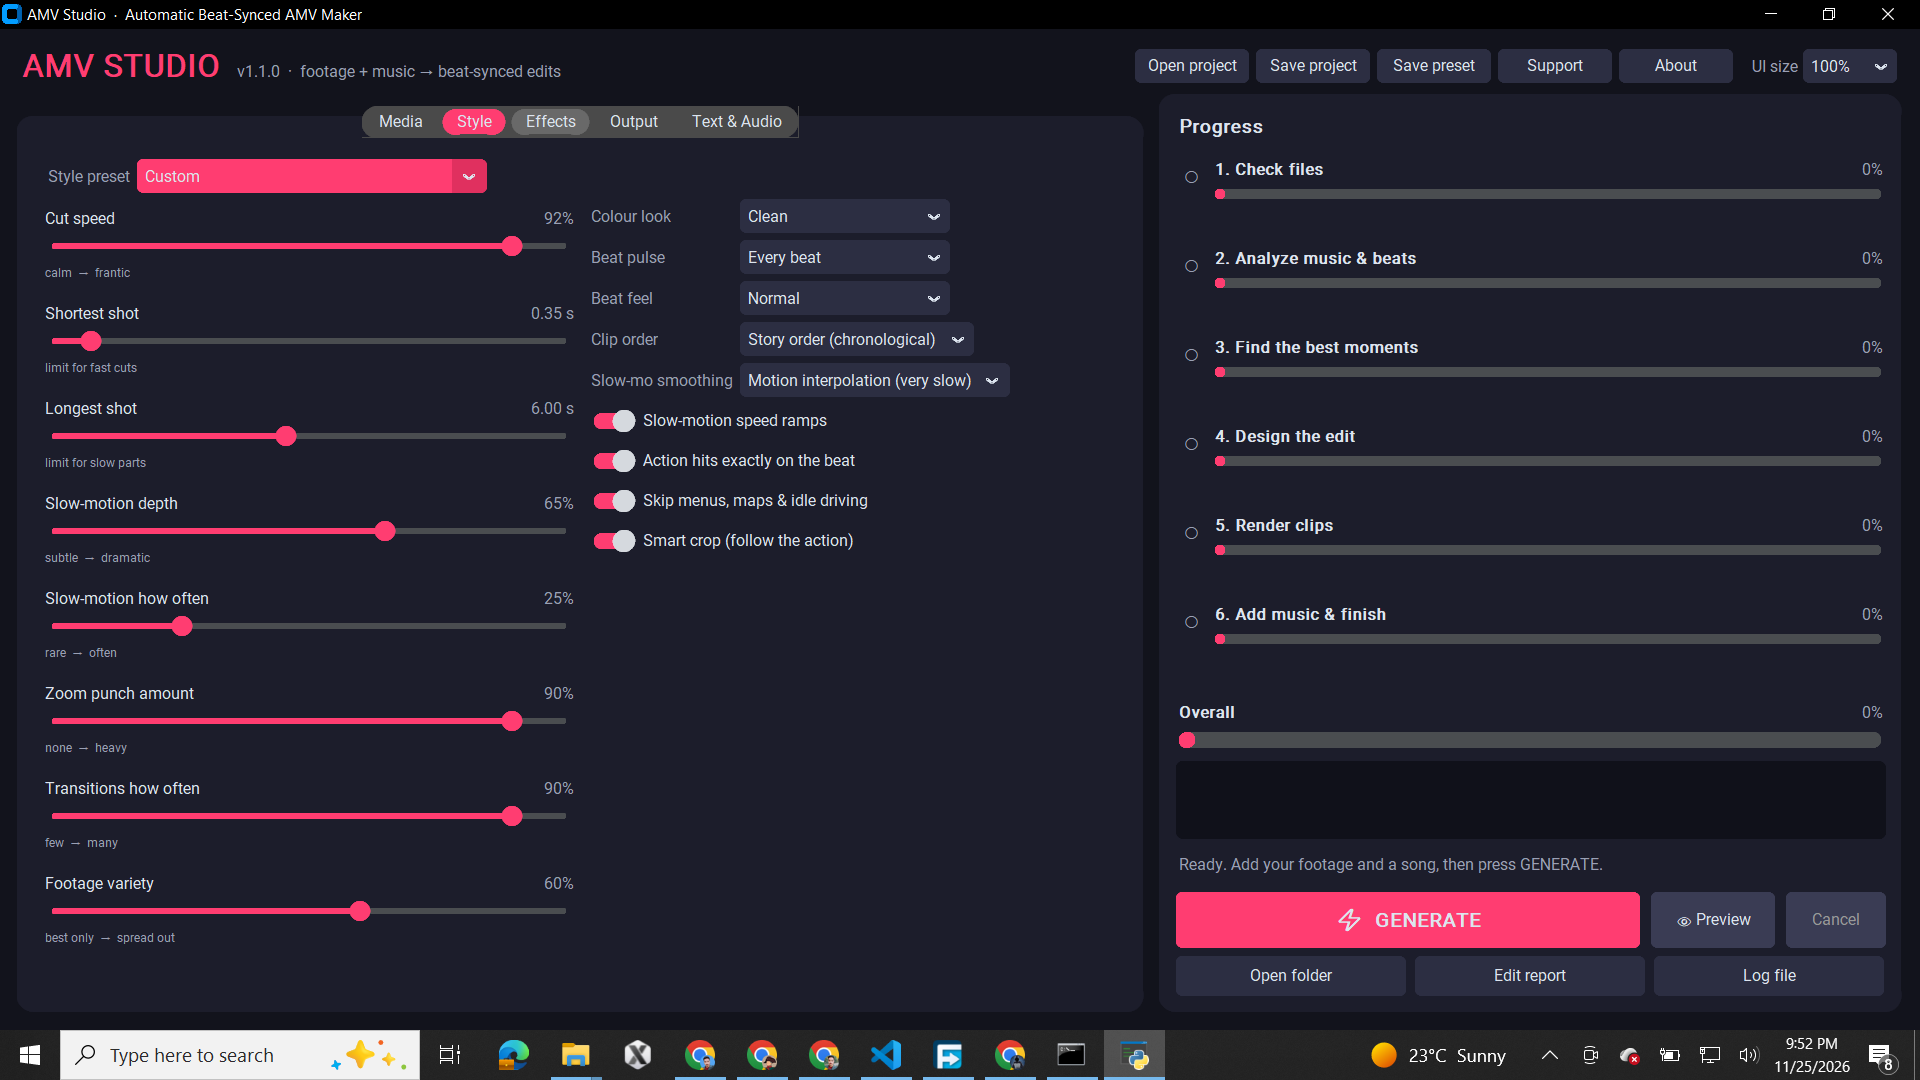 AMV Studio · Automatic Beat-Synced AMV Maker
AMV STUDIO v1.1.0 · footage + music → beat-synced edits
Open project Save project Save preset Support About UI size 100%
Media Style Effects Output Text & Audio
Style preset Custom
Cut speed 92%
calm → frantic
Shortest shot 0.35 s
limit for fast cuts
Longest shot 6.00 s
limit for slow parts
Slow-motion depth 65%
subtle → dramatic
Slow-motion how often 25%
rare → often
Zoom punch amount 90%
none → heavy
Transitions how often 90%
few → many
Footage variety 60%
best only → spread out
Colour look Clean
Beat pulse Every beat
Beat feel Normal
Clip order Story order (chronological)
Slow-mo smoothing Motion interpolation (very slow)
Slow-motion speed ramps
Action hits exactly on the beat
Skip menus, maps & idle driving
Smart crop (follow the action)
Progress
1. Check files 0%
2. Analyze music & beats 0%
3. Find the best moments 0%
4. Design the edit 0%
5. Render clips 0%
6. Add music & finish 0%
Overall 0%
Ready. Add your footage and a song, then press GENERATE.
GENERATE Preview Cancel
Open folder Edit report Log file
Type here to search
23°C Sunny
9:52 PM
11/25/2026
8